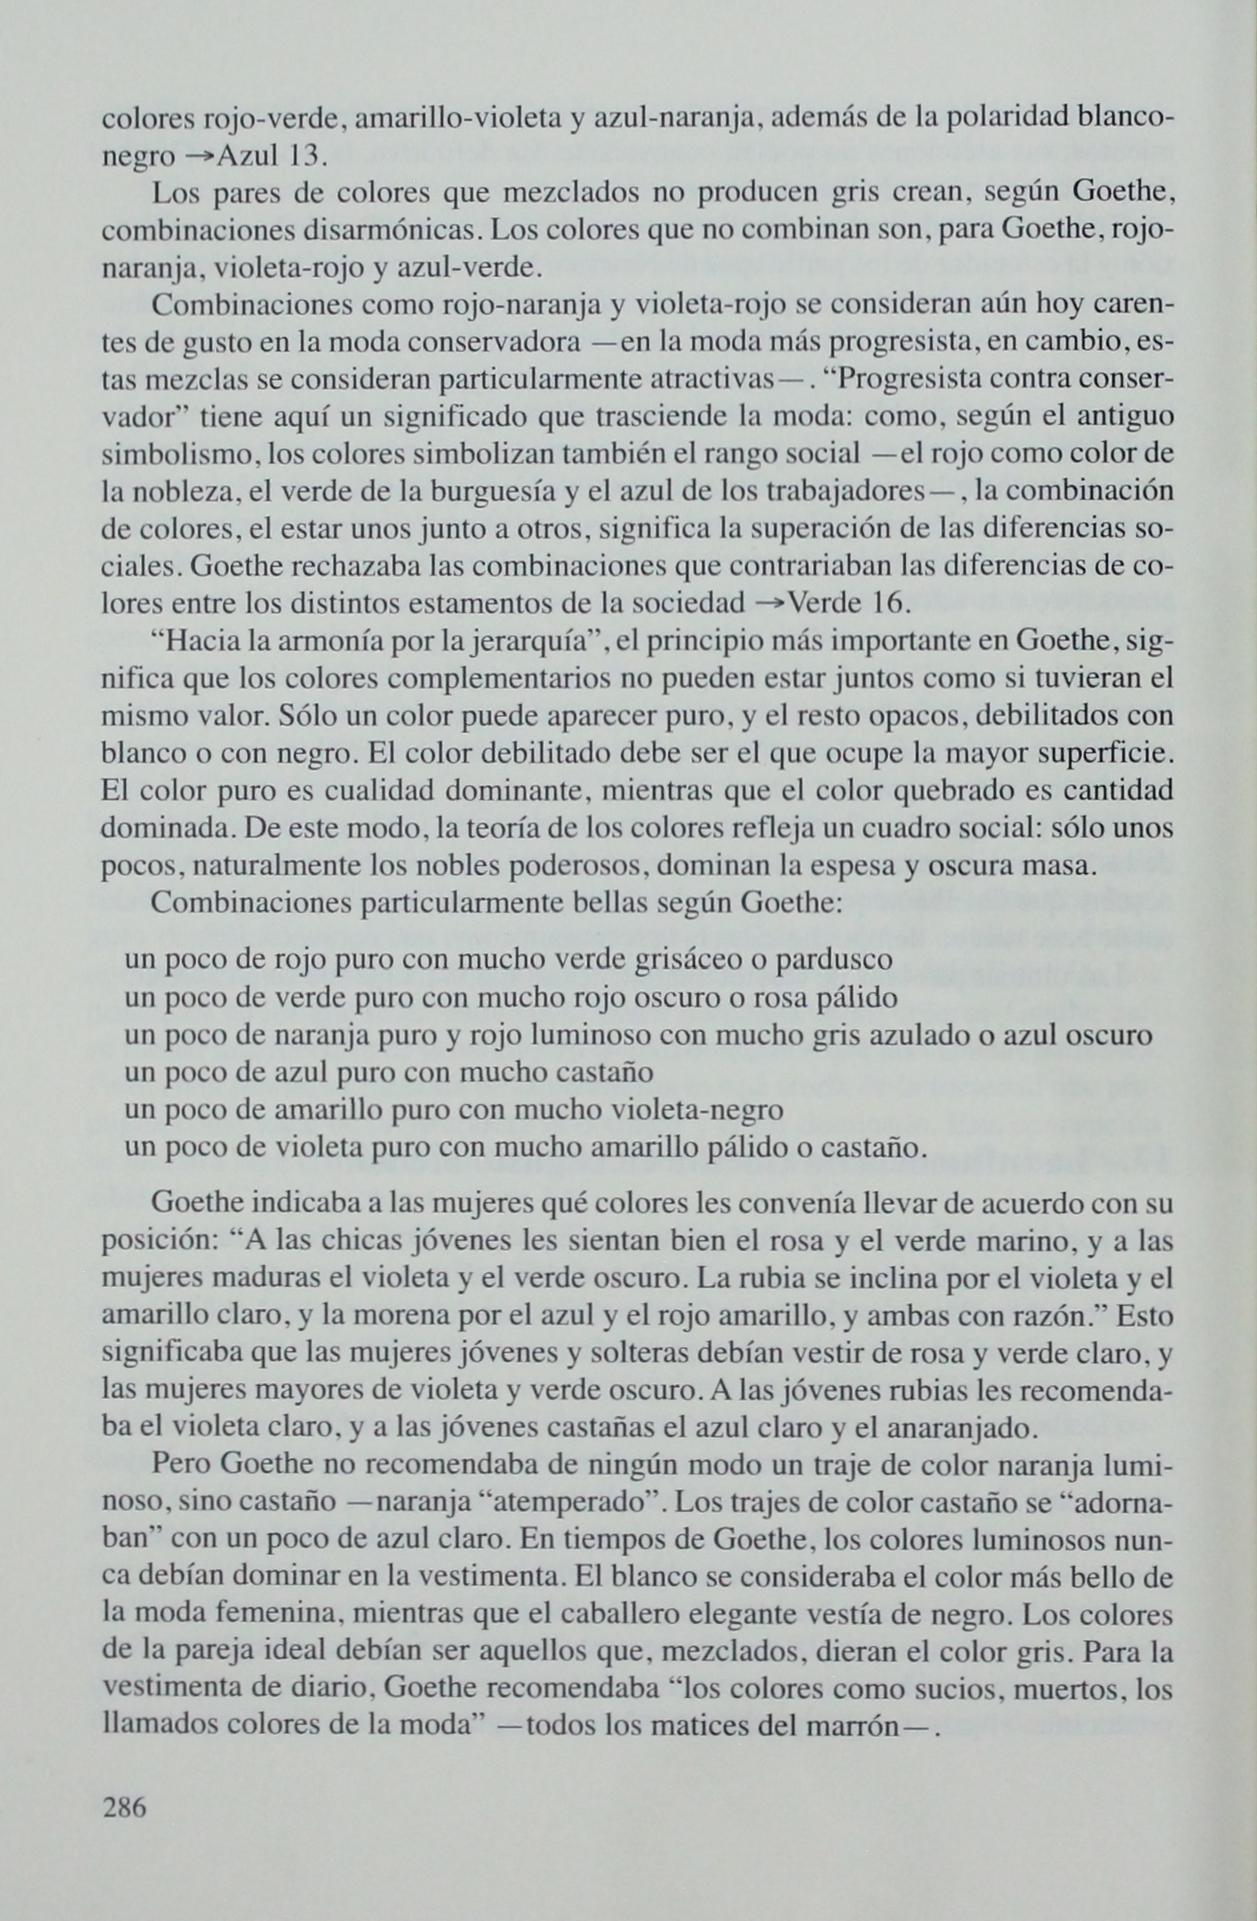 colores rojo-verde, amarillo-violeta y azul-naranja, además de la polaridad blanco-
negro →Azul 13.
Los pares de colores que mezclados no producen gris crean, según Goethe,
combinaciones disarmónicas. Los colores que no combinan son, para Goethe, rojo-
naranja, violeta-rojo y azul-verde.
Combinaciones como rojo-naranja y violeta-rojo se consideran aún hoy caren-
tes de gusto en la moda conservadora —en la moda más progresista, en cambio, es-
tas mezclas se consideran particularmente atractivas—. “Progresista contra conser-
vador” tiene aquí un significado que trasciende la moda: como, según el antiguo
simbolismo, los colores simbolizan también el rango social —el rojo como color de
la nobleza, el verde de la burguesía y el azul de los trabajadores—, la combinación
de colores, el estar unos junto a otros, significa la superación de las diferencias so-
ciales. Goethe rechazaba las combinaciones que contrariaban las diferencias de co-
lores entre los distintos estamentos de la sociedad →Verde 16.
“Hacia la armonía por la jerarquía”, el principio más importante en Goethe, sig-
nifica que los colores complementarios no pueden estar juntos como si tuvieran el
mismo valor. Sólo un color puede aparecer puro, y el resto opacos, debilitados con
blanco o con negro. El color debilitado debe ser el que ocupe la mayor superficie.
El color puro es cualidad dominante, mientras que el color quebrado es cantidad
dominada. De este modo, la teoría de los colores refleja un cuadro social: sólo unos
pocos, naturalmente los nobles poderosos, dominan la espesa y oscura masa.
Combinaciones particularmente bellas según Goethe:
un poco de rojo puro con mucho verde grisáceo o pardusco
un poco de verde puro con mucho rojo oscuro o rosa pálido
un poco de naranja puro y rojo luminoso con mucho gris azulado o azul oscuro
un poco de azul puro con mucho castaño
un poco de amarillo puro con mucho violeta-negro
un poco de violeta puro con mucho amarillo pálido o castaño.
Goethe indicaba a las mujeres qué colores les convenía llevar de acuerdo con su
posición: “A las chicas jóvenes les sientan bien el rosa y el verde marino, y a las
mujeres maduras el violeta y el verde oscuro. La rubia se inclina por el violeta y el
amarillo claro, y la morena por el azul y el rojo amarillo, y ambas con razón.” Esto
significaba que las mujeres jóvenes y solteras debían vestir de rosa y verde claro, y
las mujeres mayores de violeta y verde oscuro. A las jóvenes rubias les recomenda-
ba el violeta claro, y a las jóvenes castañas el azul claro y el anaranjado.
Pero Goethe no recomendaba de ningún modo un traje de color naranja lumi-
noso, sino castaño —naranja “atemperado”. Los trajes de color castaño se “adorna-
ban” con un poco de azul claro. En tiempos de Goethe, los colores luminosos nun-
ca debían dominar en la vestimenta. El blanco se consideraba el color más bello de
la moda femenina, mientras que el caballero elegante vestía de negro. Los colores
de la pareja ideal debían ser aquellos que, mezclados, dieran el color gris. Para la
vestimenta de diario, Goethe recomendaba “los colores como sucios, muertos, los
llamados colores de la moda” —todos los matices del marrón—.
286